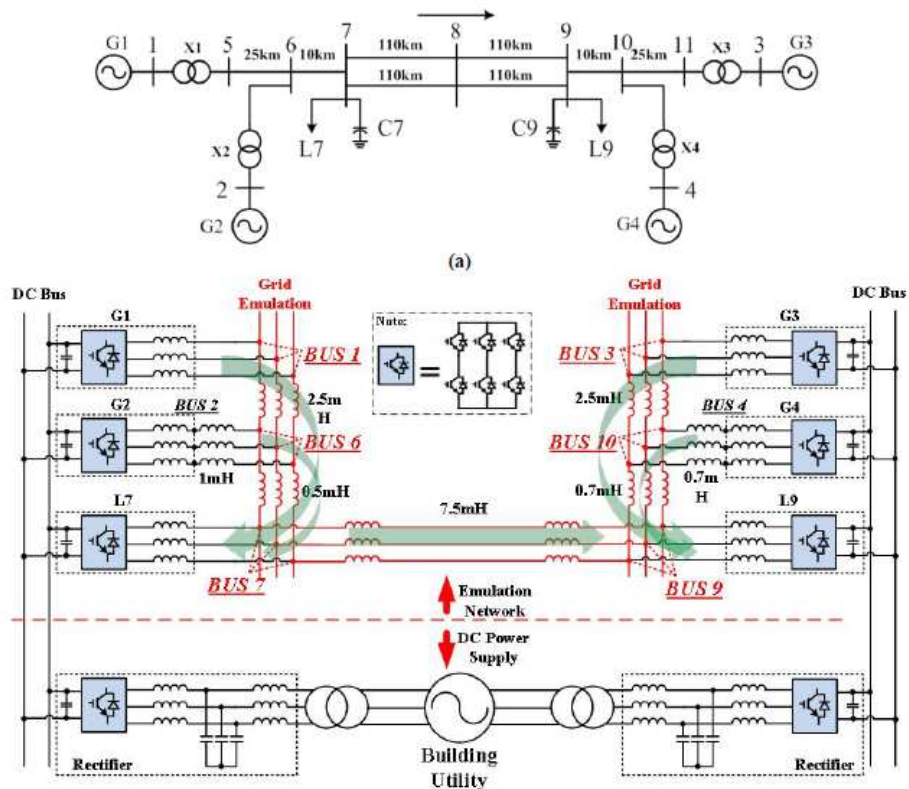 G1 1 X1 5 6 7 8 9 10 11 X3 3 G3
25km 10km 110km 110km 10km 25km
110km 110km
X2 L7 C7 C9 L9 X4
2 4
G2 G4
(a)
DC Bus Grid Emulation Grid Emulation DC Bus
G1 Note: G3
BUS 1 = BUS 3
2.5m H 2.5mH
G2 BUS 2 BUS 4 G4
BUS 6 BUS 10
1mH 0.5mH 0.7mH 0.7m H
L7 7.5mH L9
BUS 7 BUS 9
Emulation
Network
DC Power
Supply
Building
Utility
Rectifier Rectifier